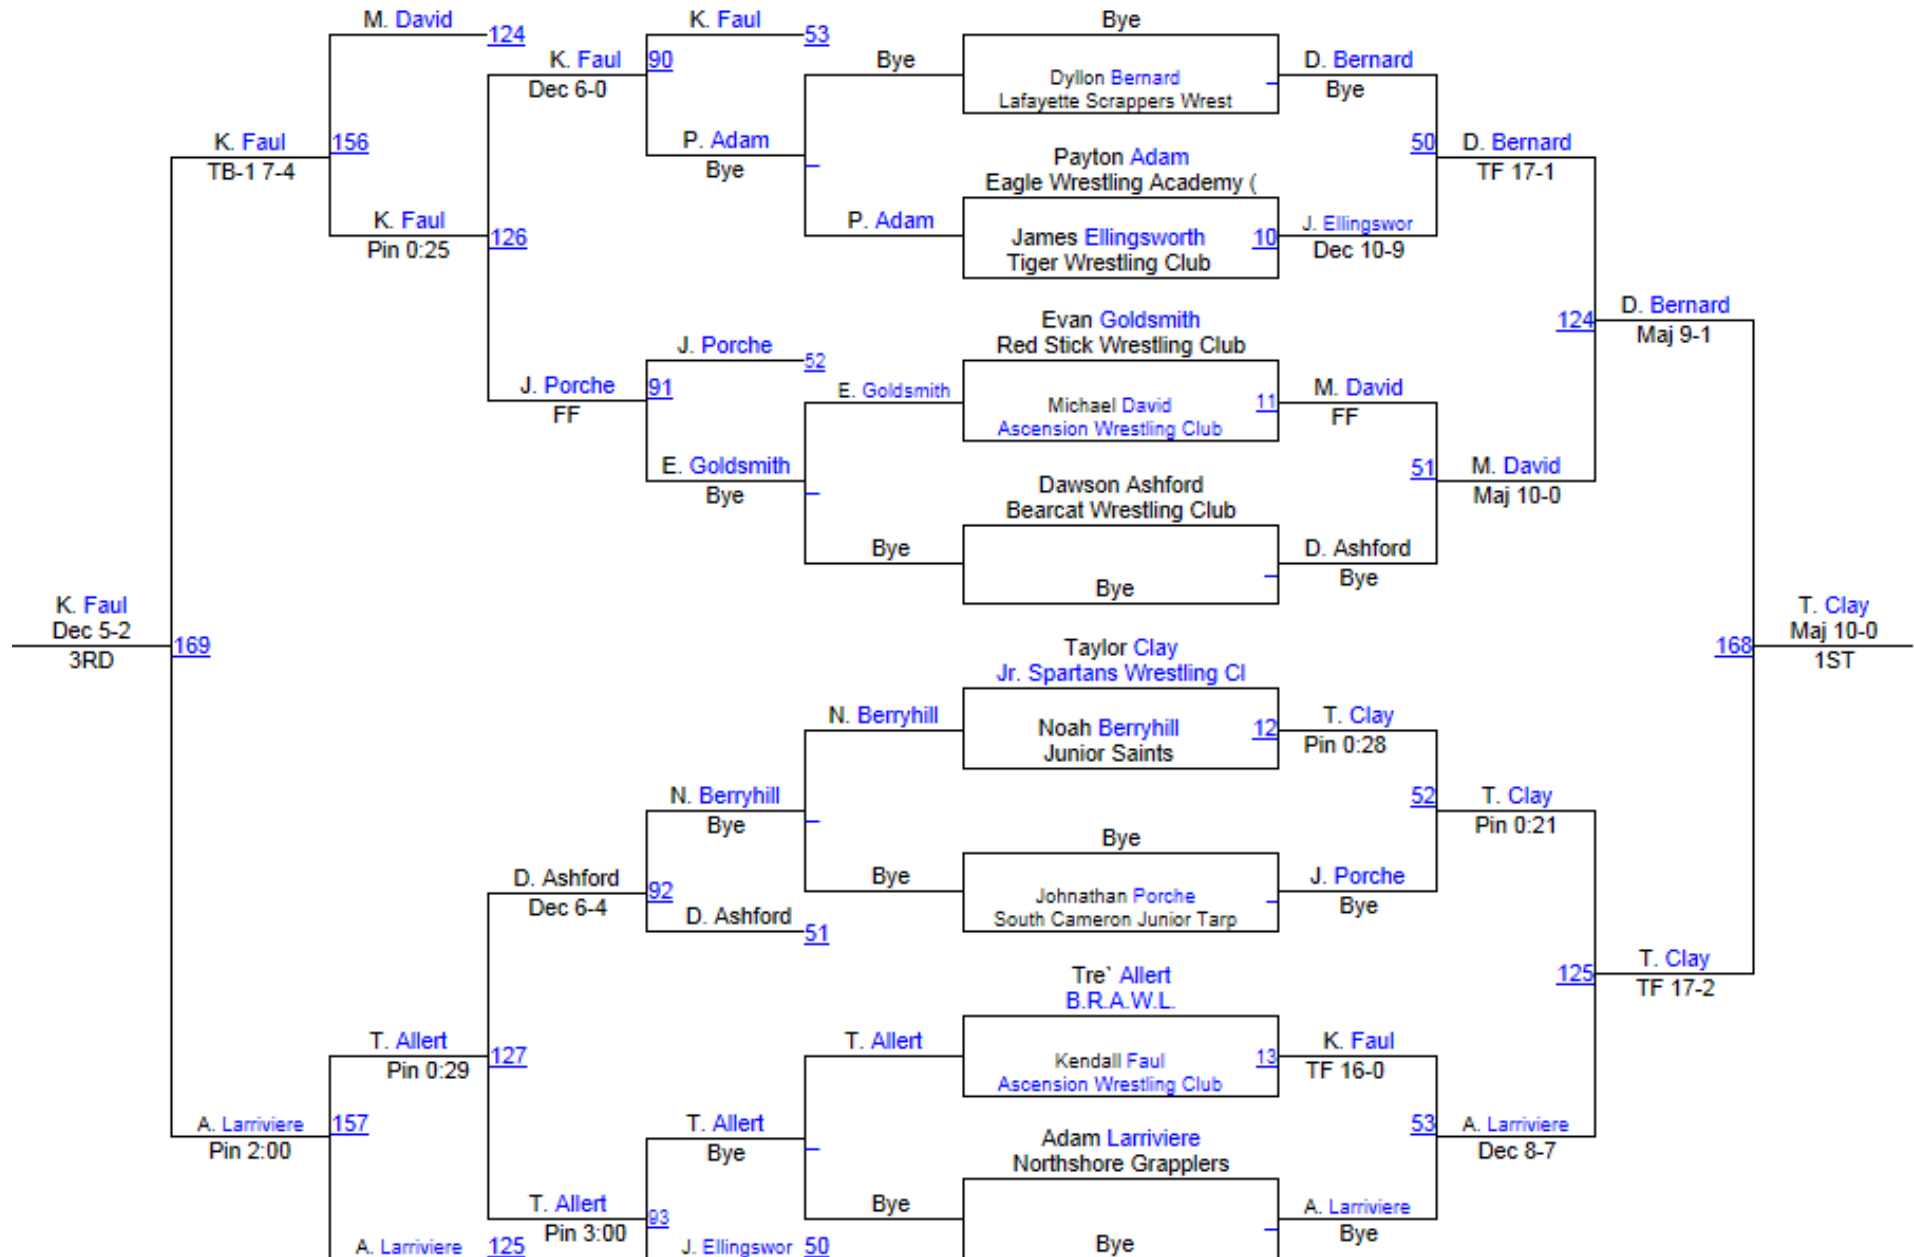 M. David
124
K. Faul
Dec 6-0
K. Faul
53
90
Bye
Bye
Dyllon Bernard
Lafayette Scrappers Wrest
D. Bernard
Bye
K. Faul
TB-1 7-4
156
P. Adam
Bye
Payton Adam
Eagle Wrestling Academy (
50
D. Bernard
TF 17-1
K. Faul
Pin 0:25
126
P. Adam
James Ellingsworth
Tiger Wrestling Club
10
J. Ellingswor
Dec 10-9
Evan Goldsmith
Red Stick Wrestling Club
124
D. Bernard
Maj 9-1
J. Porche
52
J. Porche
FF
91
E. Goldsmith
Michael David
Ascension Wrestling Club
11
M. David
FF
E. Goldsmith
Bye
Dawson Ashford
Bearcat Wrestling Club
51
M. David
Maj 10-0
Bye
Bye
D. Ashford
Bye
K. Faul
Dec 5-2
3RD
169
Taylor Clay
Jr. Spartans Wrestling Cl
168
T. Clay
Maj 10-0
1ST
N. Berryhill
Noah Berryhill
Junior Saints
12
T. Clay
Pin 0:28
N. Berryhill
Bye
52
T. Clay
Pin 0:21
Bye
D. Ashford
Dec 6-4
92
D. Ashford
51
Bye
Johnathan Porche
South Cameron Junior Tarp
J. Porche
Bye
Tre` Allert
B.R.A.W.L.
125
T. Clay
TF 17-2
T. Allert
Pin 0:29
127
T. Allert
Kendall Faul
Ascension Wrestling Club
13
K. Faul
TF 16-0
A. Larriviere
Pin 2:00
157
T. Allert
Bye
Adam Larriviere
Northshore Grapplers
53
A. Larriviere
Dec 8-7
T. Allert
Pin 3:00
93
Bye
A. Larriviere
Bye
A. Larriviere
125
J. Ellingswor
50
Bye